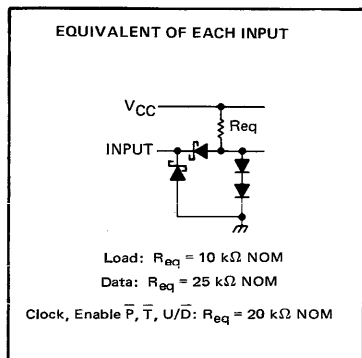 EQUIVALENT OF EACH INPUT
VCC
Req
INPUT
Load: Req = 10 kΩ NOM
Data: Req = 25 kΩ NOM
Clock, Enable P̅, T̅, U/D̅: Req = 20 kΩ NOM